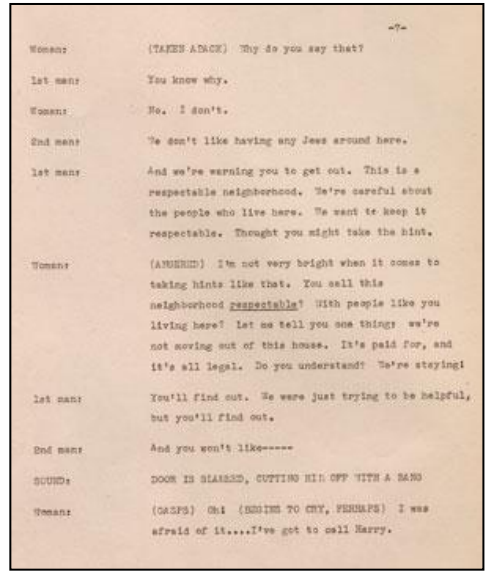 -7-
Woman: (TAKEN ABACK) Why do you say that?
1st man: You know why.
Woman: No. I don't.
2nd man: We don't like having any Jews around here.
1st man: And we're warning you to get out. This is a
respectable neighborhood. We're careful about
the people who live here. We want to keep it
respectable. Thought you might take the hint.
Woman: (ANGERED) I'm not very bright when it comes to
taking hints like that. You call this
neighborhood respectable? With people like you
living here? Let me tell you one thing: we're
not moving out of this house. It's paid for, and
it's all legal. Do you understand? We're staying!
1st man: You'll find out. We were just trying to be helpful,
but you'll find out.
2nd man: And you won't like-----
SOUND: DOOR IS SLAMMED, CUTTING HIM OFF WITH A BANG
Woman: (GASPS) Oh! (BEGINS TO CRY, PERHAPS) I was
afraid of it....I've got to call Harry.